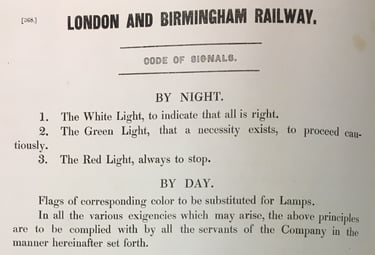 [268.]
LONDON AND BIRMINGHAM RAILWAY.
CODE OF SIGNALS.
BY NIGHT.
1. The White Light, to indicate that all is right.
2. The Green Light, that a necessity exists, to proceed cau-
tiously.
3. The Red Light, always to stop.
BY DAY.
Flags of corresponding color to be substituted for Lamps.
In all the various exigencies which may arise, the above principles
are to be complied with by all the servants of the Company in the
manner hereinafter set forth.